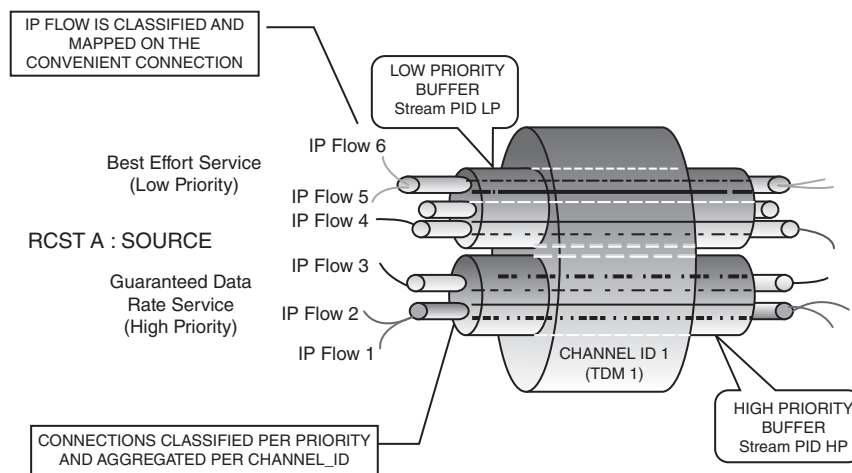 IP FLOW IS CLASSIFIED AND
MAPPED ON THE
CONVENIENT CONNECTION
LOW PRIORITY
BUFFER
Stream PID LP
IP Flow 6
Best Effort Service
(Low Priority)
IP Flow 5
IP Flow 4
RCST A : SOURCE
IP Flow 3
Guaranteed Data
Rate Service
(High Priority)
IP Flow 2
IP Flow 1
CHANNEL ID 1
(TDM 1)
HIGH PRIORITY
BUFFER
Stream PID HP
CONNECTIONS CLASSIFIED PER PRIORITY
AND AGGREGATED PER CHANNEL_ID